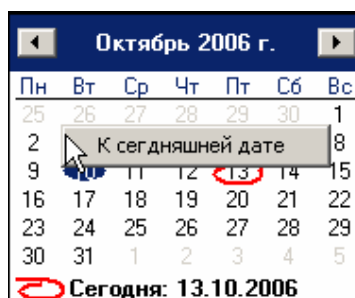 Октябрь 2006 г.
Пн Вт Ср Чт Пт Сб Вс
25 26 27 28 29 30 1
2 К сегдняшней дате 8
9 10 11 12 13 14 15
16 17 18 19 20 21 22
23 24 25 26 27 28 29
30 31 1 2 3 4 5
Сегодня: 13.10.2006